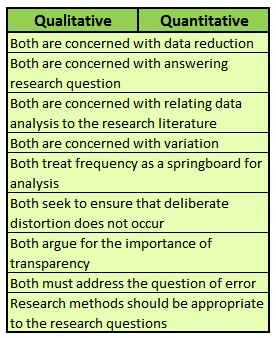 Qualitative Quantitative
Both are concerned with data reduction
Both are concerned with answering
research question
Both are concerned with relating data
analysis to the research literature
Both are concerned with variation
Both treat frequency as a springboard for
analysis
Both seek to ensure that deliberate
distortion does not occur
Both argue for the importance of
transparency
Both must address the question of error
Research methods should be appropriate
to the research questions